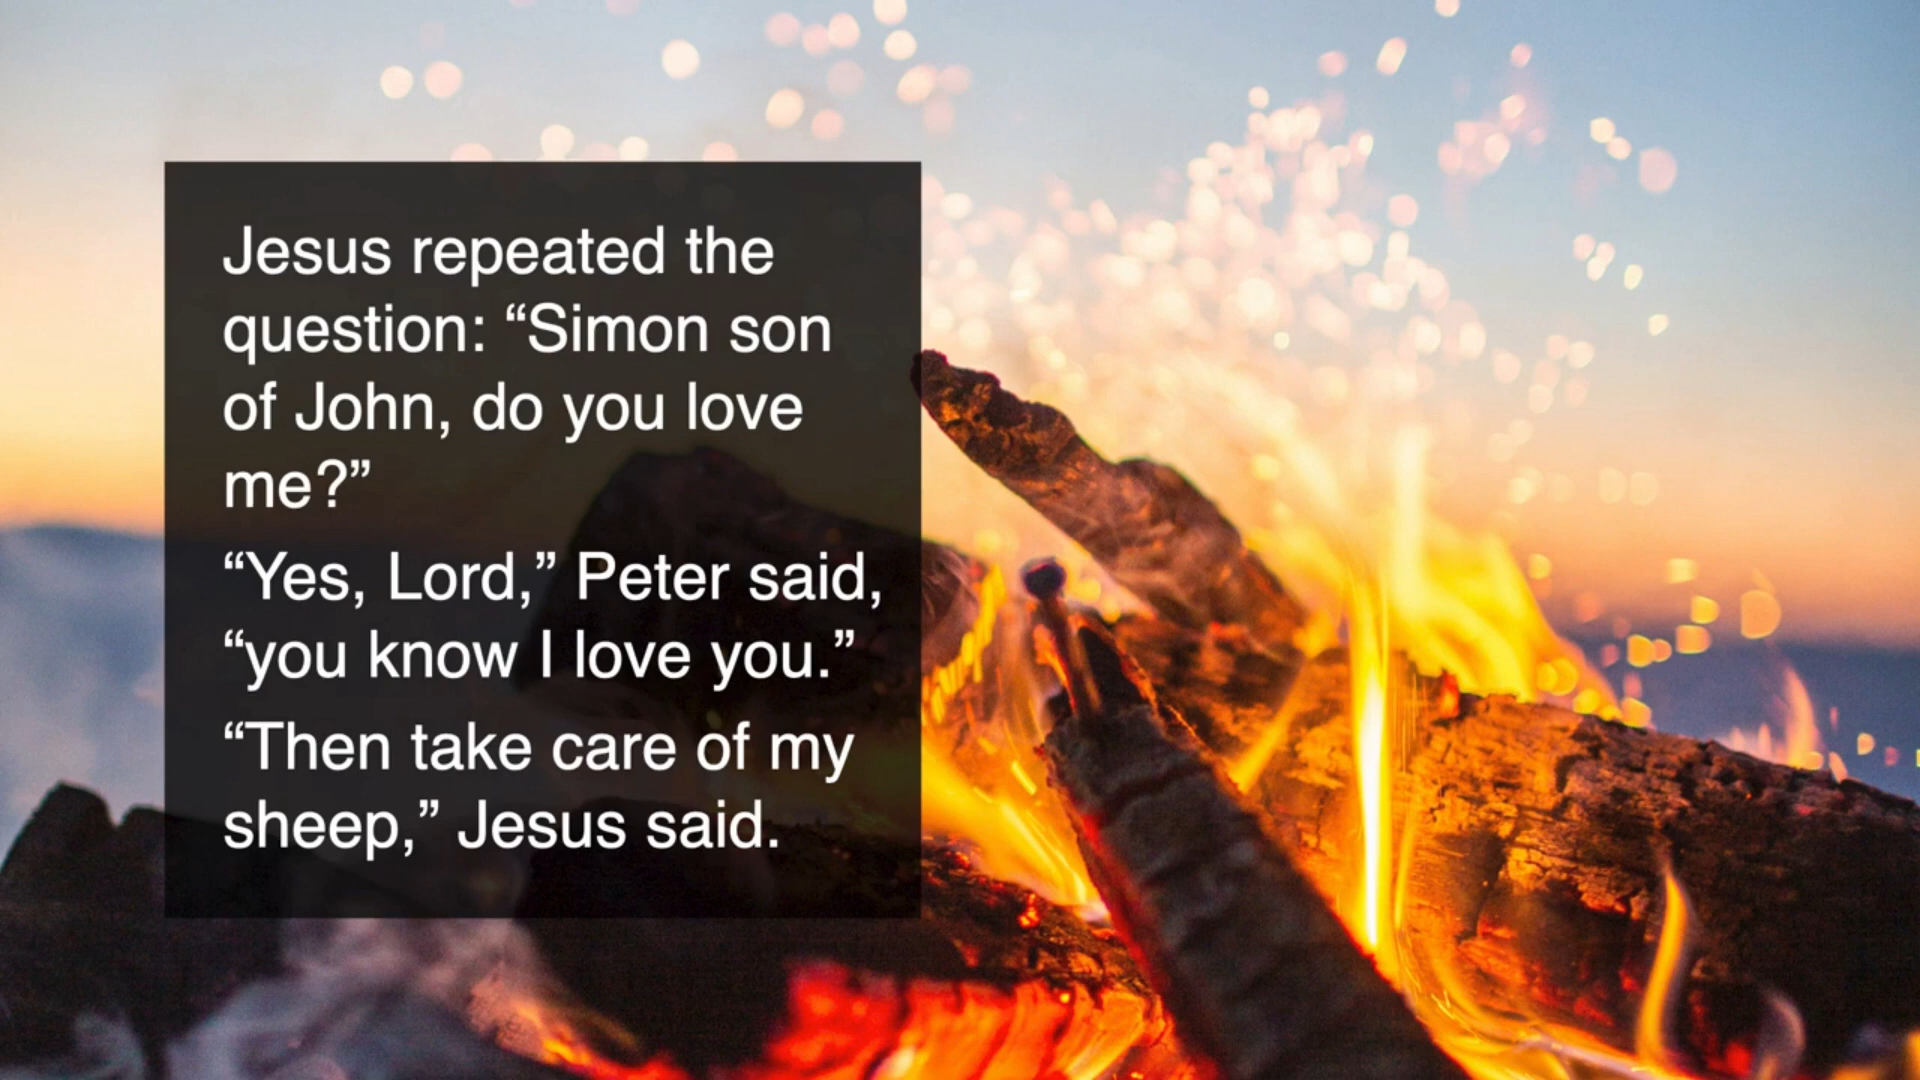 Jesus repeated the
question: “Simon son
of John, do you love
me?”
“Yes, Lord,” Peter said,
“you know I love you.”
“Then take care of my
sheep,” Jesus said.